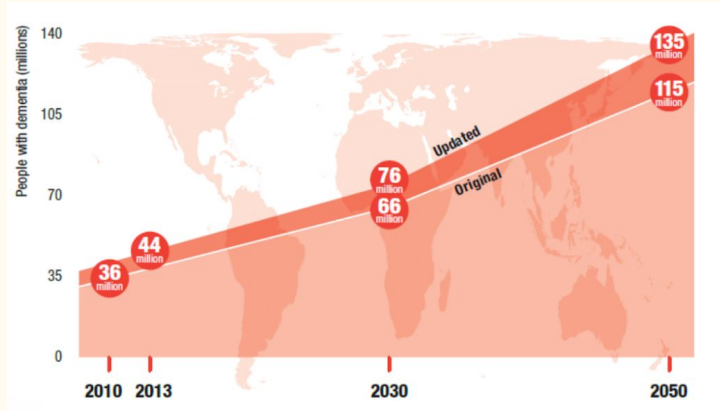 People with dementia (millions)
140
105
70
35
0
36
million
44
million
76
million
66
million
Updated
Original
135
million
115
million
2010
2013
2030
2050